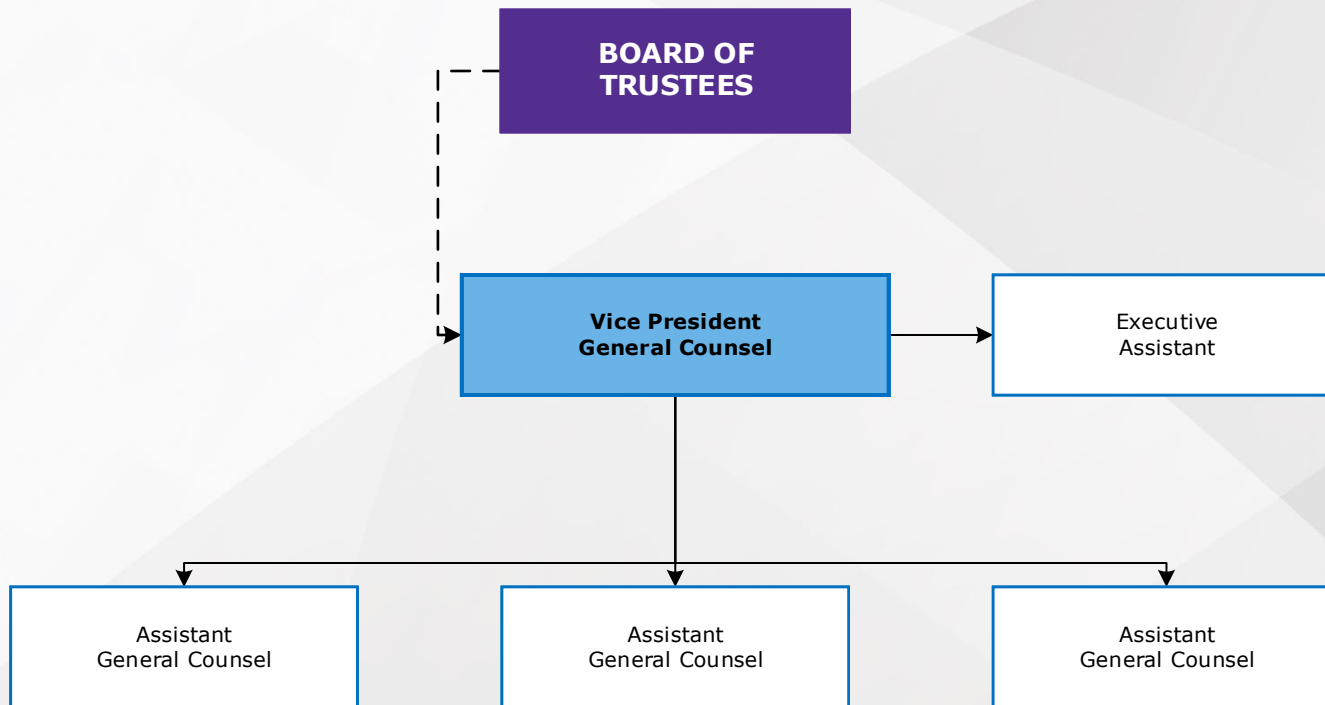 BOARD OF
TRUSTEES
Vice President
General Counsel
Executive
Assistant
Assistant
General Counsel
Assistant
General Counsel
Assistant
General Counsel